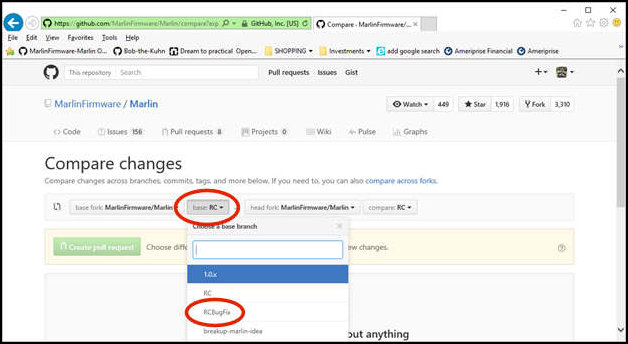 https://github.com/MarlinFirmware/Marlin/compare?exp
GitHub, Inc. [US]
Compare · MarlinFirmware/...
File Edit View Favorites Tools Help
MarlinFirmware-Marlin O...
Bob-the-Kuhn
Dream to practical Open...
SHOPPING
Investments
add google search
Ameriprise Financial
Ameriprise
This repository
Search
Pull requests Issues Gist
MarlinFirmware / Marlin
Watch 449
Star 1,916
Fork 3,310
Code
Issues 156
Pull requests 8
Projects 0
Wiki
Pulse
Graphs
Compare changes
Compare changes across branches, commits, tags, and more below. If you need to, you can also compare across forks.
base fork: MarlinFirmware/Marlin
base: RC
head fork: MarlinFirmware/Marlin
compare: RC
Choose a base branch
Create pull request
Choose diffe
ew changes.
1.0.x
RC
RCBugFix
breakup-marlin-idea
out anything